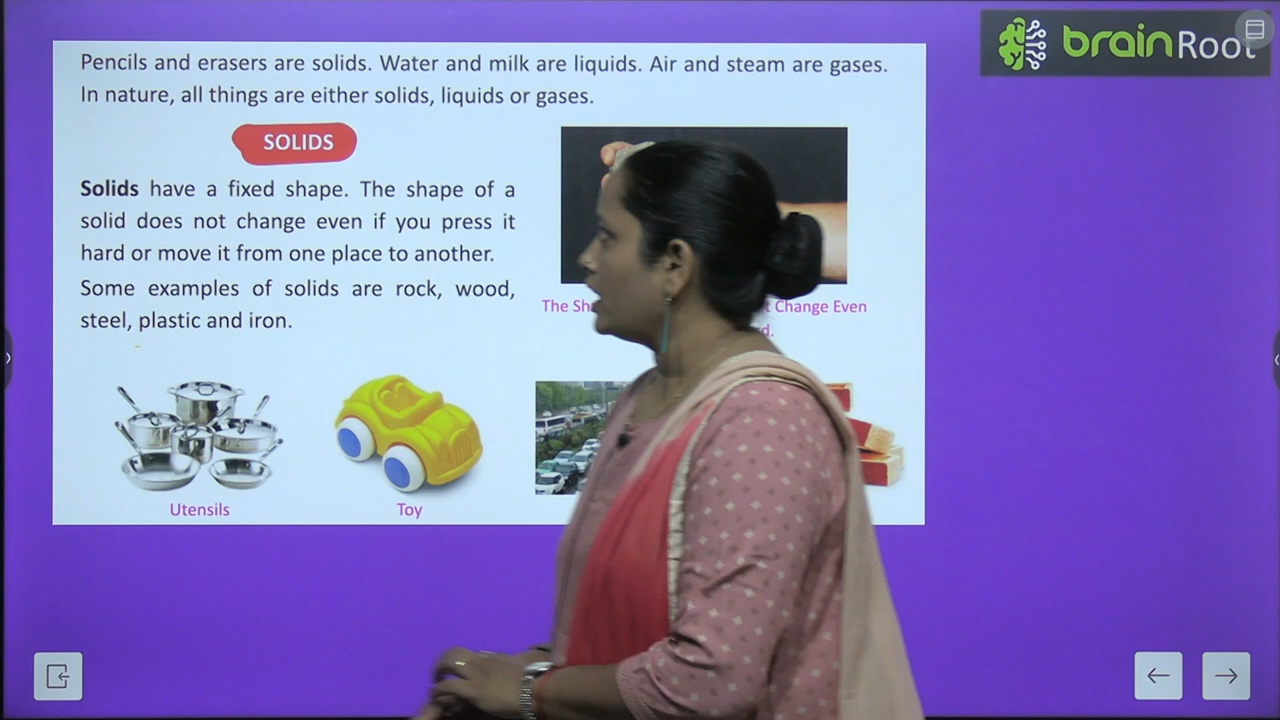 brainRoot
Pencils and erasers are solids. Water and milk are liquids. Air and steam are gases.
In nature, all things are either solids, liquids or gases.
SOLIDS
Solids have a fixed shape. The shape of a
solid does not change even if you press it
hard or move it from one place to another.
Some examples of solids are rock, wood,
steel, plastic and iron.
The Change Even
Utensils
Toy